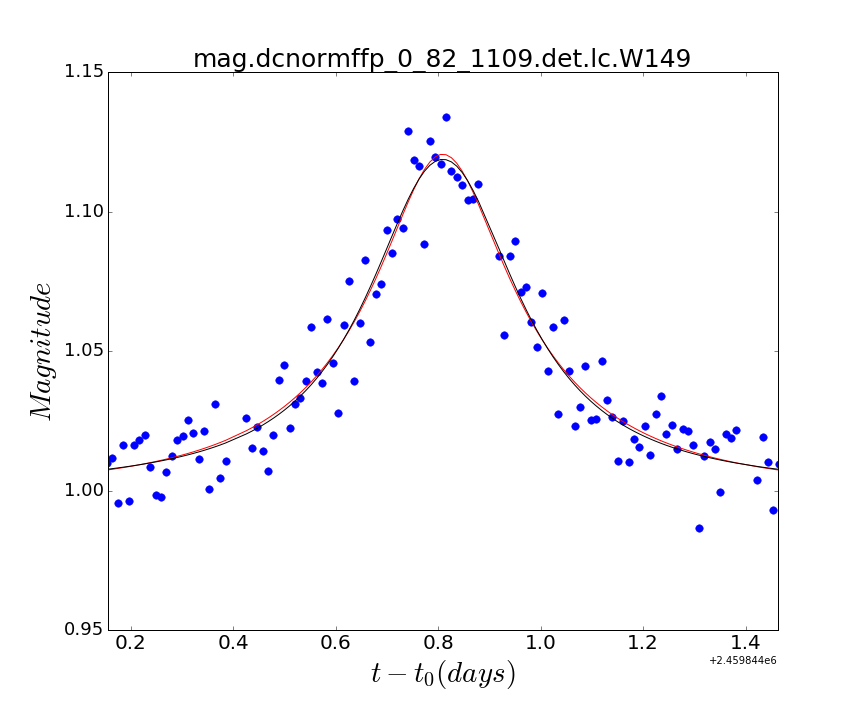 mag.dcnormffp_0_82_1109.det.lc.W149
1.15
1.10
1.05
1.00
0.95
Magnitude
0.2 0.4 0.6 0.8 1.0 1.2 1.4
+2.459844e6
t − t₀(days)